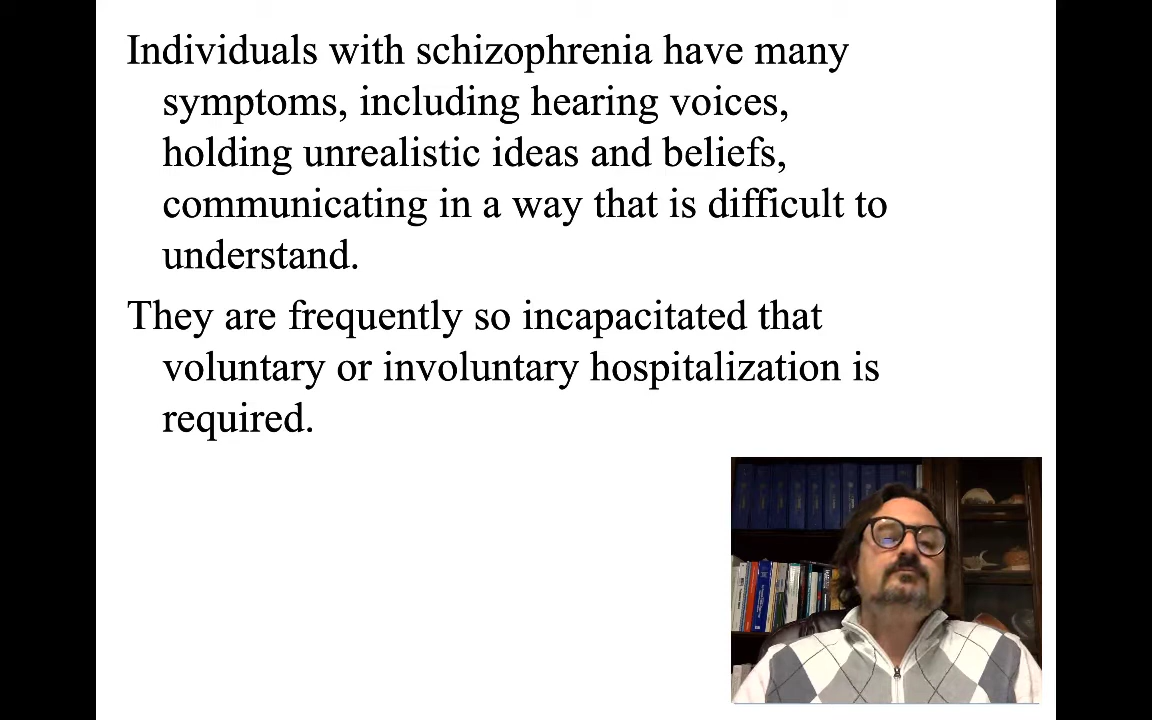 Individuals with schizophrenia have many
symptoms, including hearing voices,
holding unrealistic ideas and beliefs,
communicating in a way that is difficult to
understand.
They are frequently so incapacitated that
voluntary or involuntary hospitalization is
required.